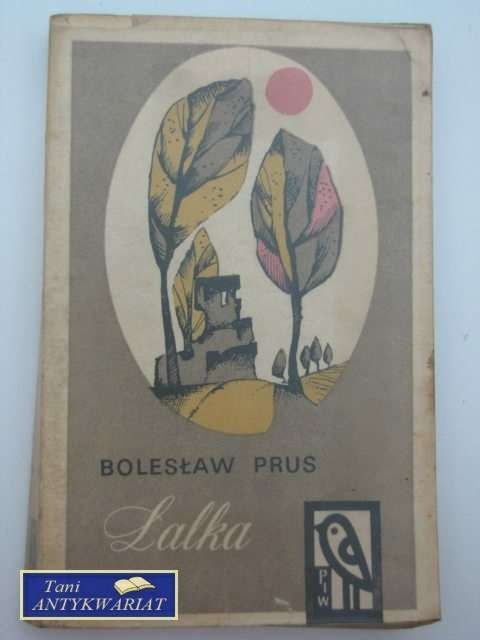 BOLESŁAW PRUS
Lalka
PIW
Tani
ANTYKWARIAT